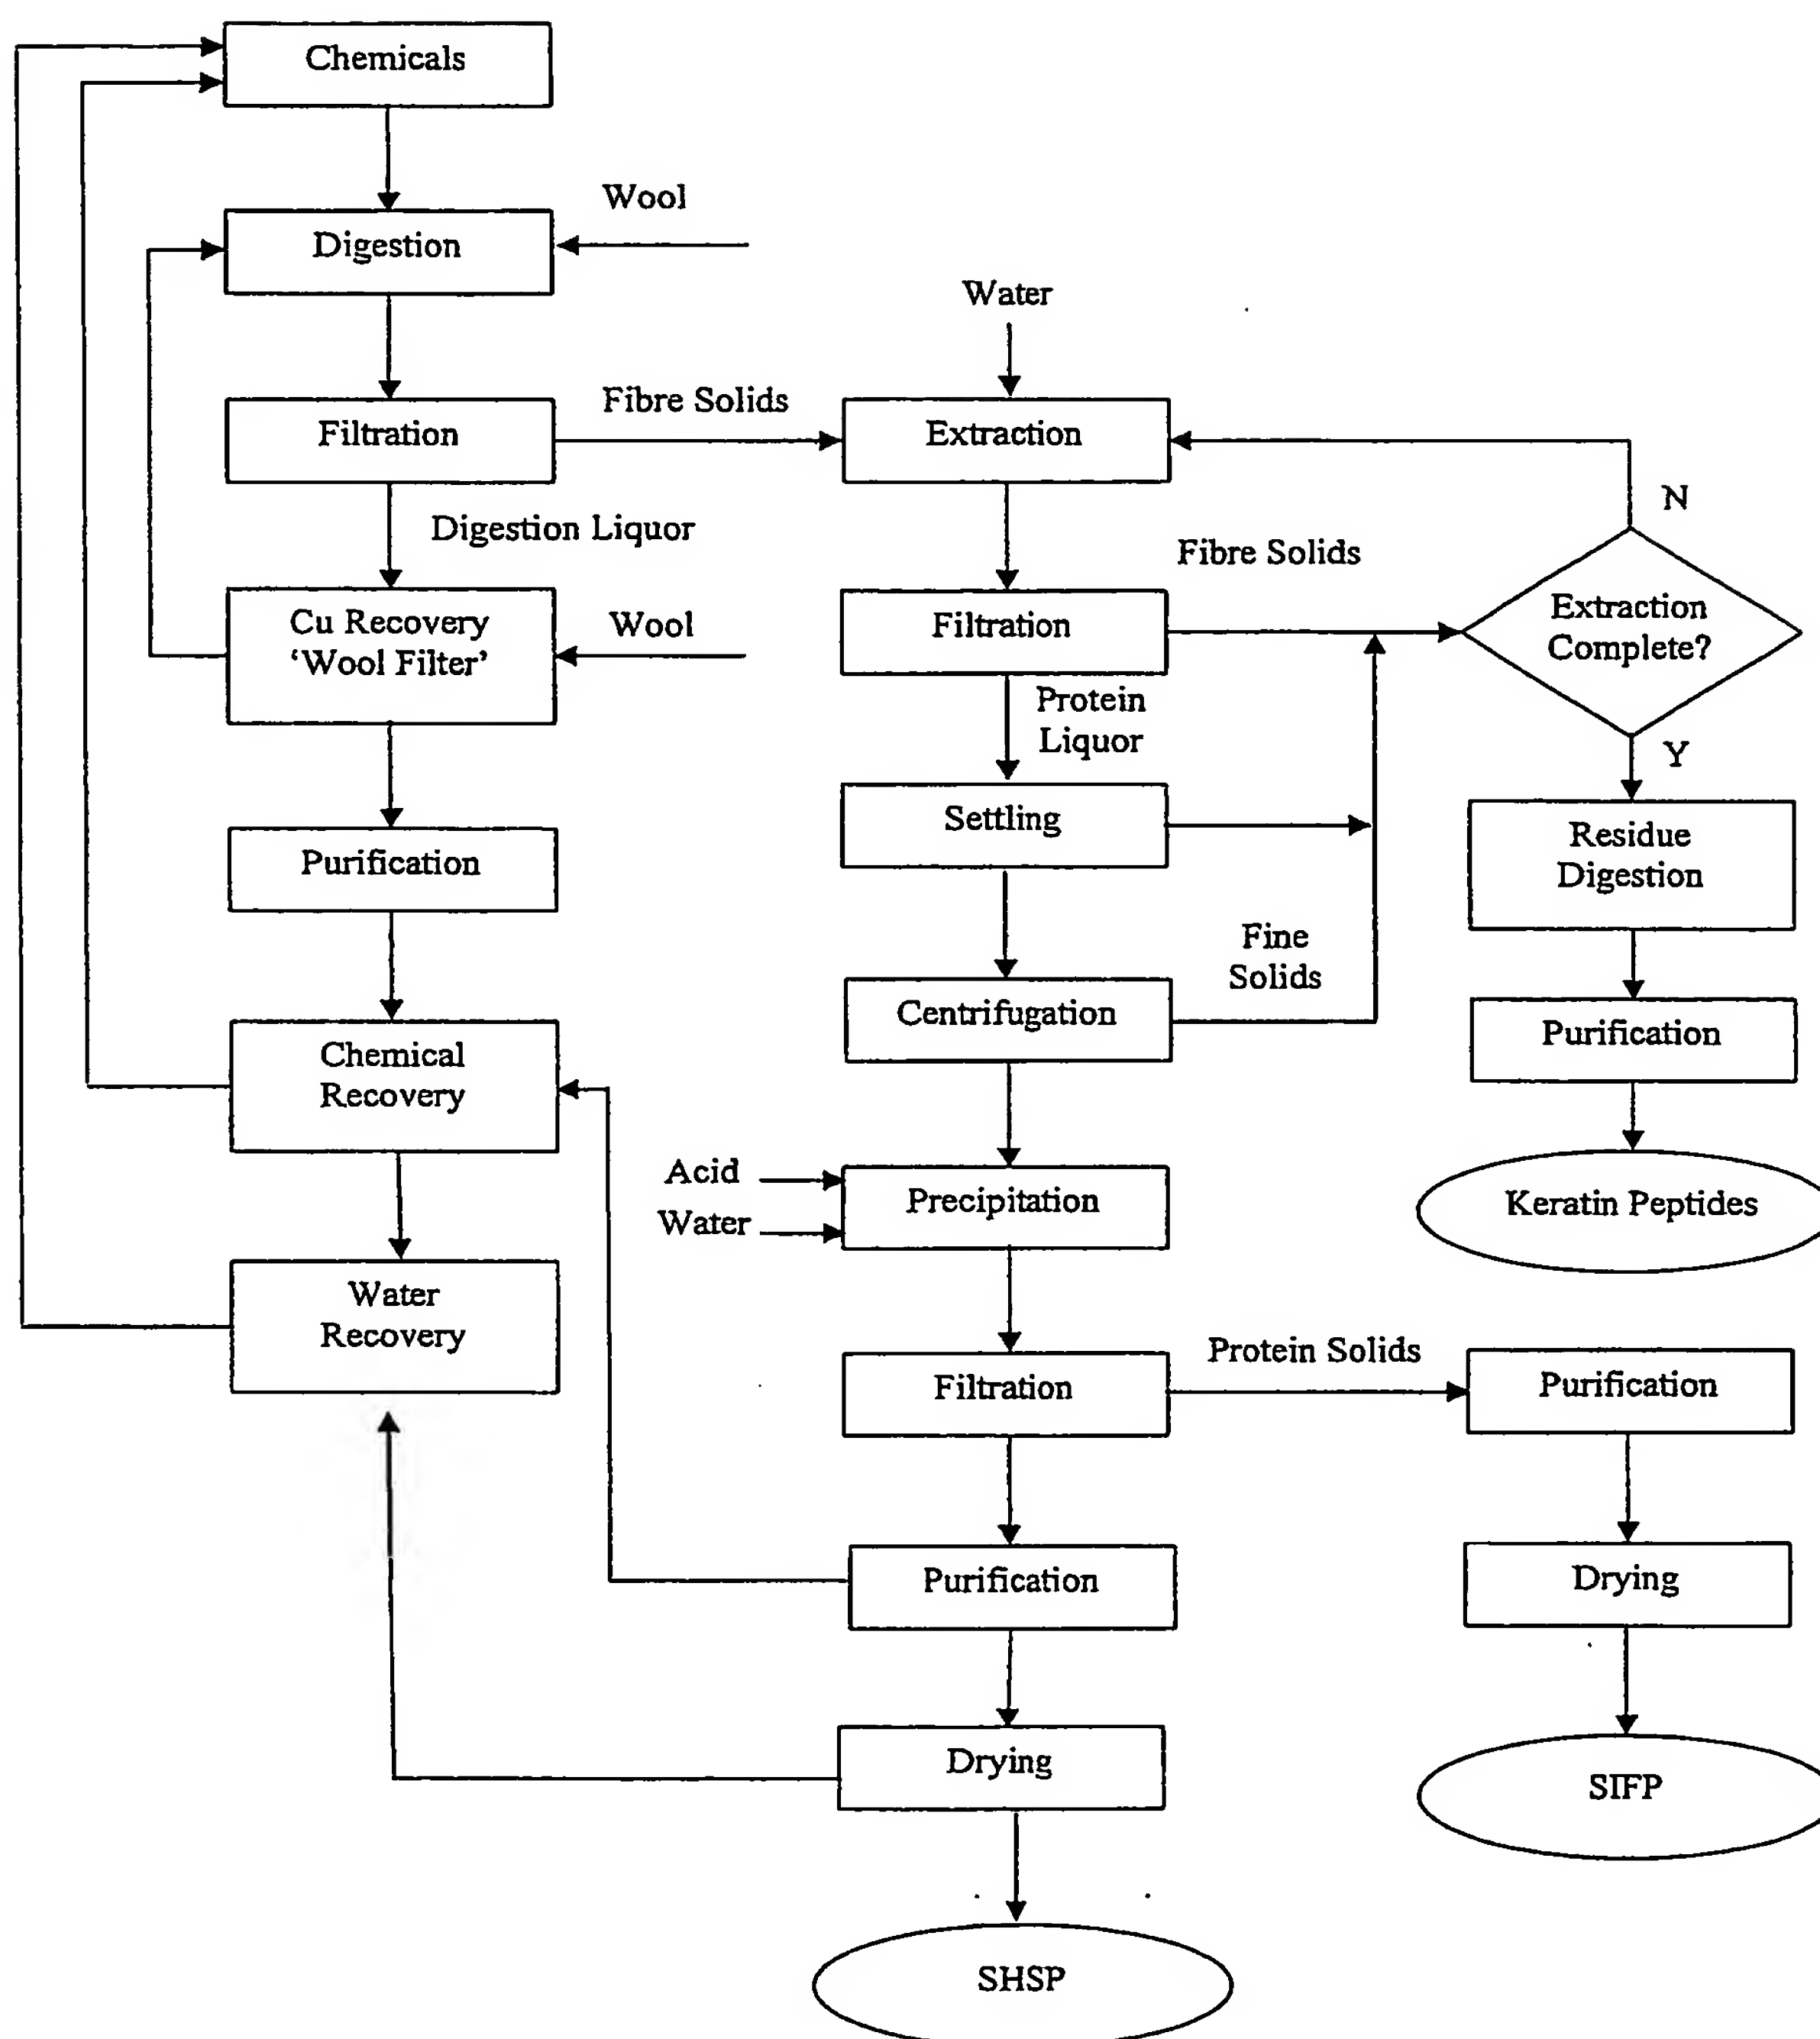 Chemicals
Wool
Digestion
Water
Fibre Solids
Filtration
Extraction
N
Digestion Liquor
Fibre Solids
Cu Recovery
‘Wool Filter’
Wool
Filtration
Extraction
Complete?
Protein
Liquor
Y
Settling
Residue
Digestion
Purification
Fine
Solids
Centrifugation
Purification
Chemical
Recovery
Acid
Water
Precipitation
Keratin Peptides
Water
Recovery
Protein Solids
Filtration
Purification
Purification
Drying
Drying
SIFP
SHSP